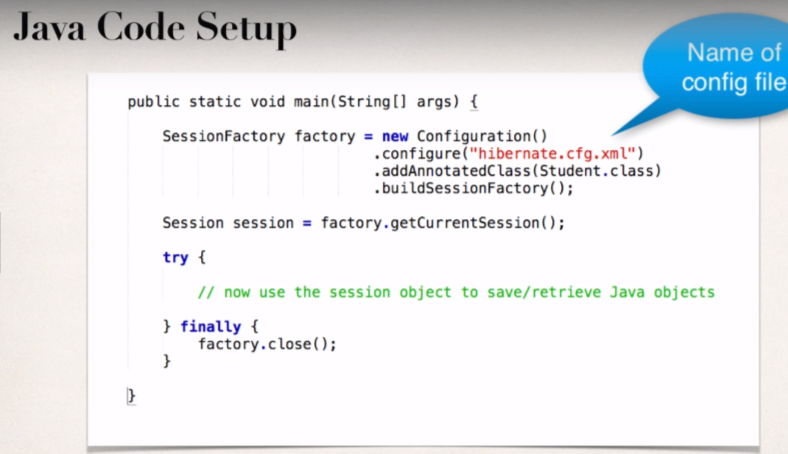 Java Code Setup
Name of
config file
public static void main(String[] args) {
SessionFactory factory = new Configuration()
.configure("hibernate.cfg.xml")
.addAnnotatedClass(Student.class)
.buildSessionFactory();
Session session = factory.getCurrentSession();
try {
// now use the session object to save/retrieve Java objects
} finally {
factory.close();
}
}